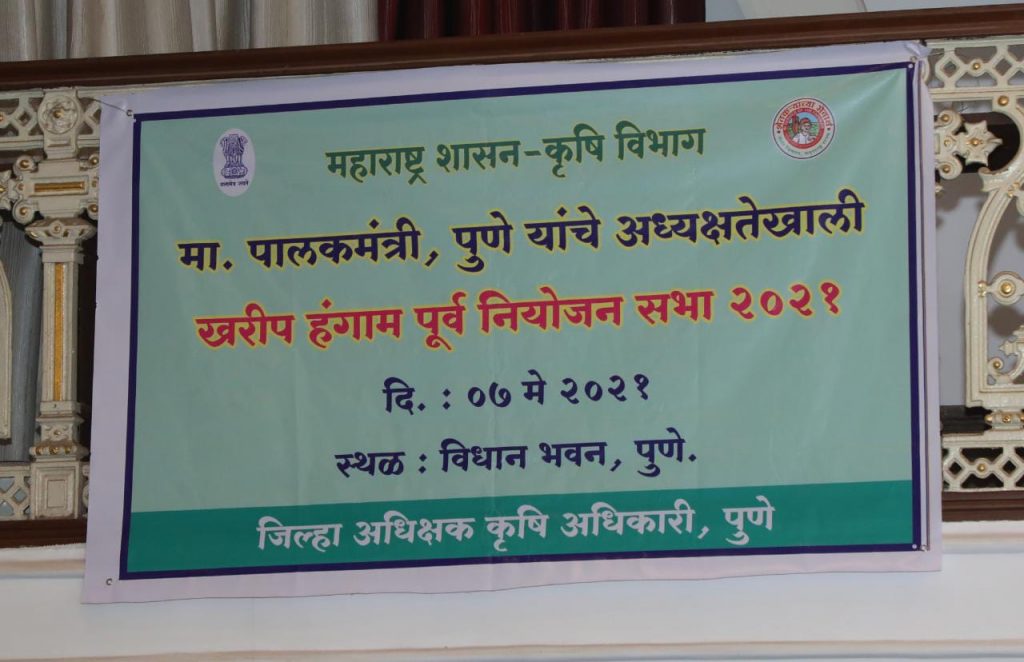 महाराष्ट्र शासन-कृषि विभाग
मा. पालकमंत्री, पुणे यांचे अध्यक्षतेखाली
खरीप हंगाम पूर्व नियोजन सभा २०२१
दि. : ०७ मे २०२१
स्थळ : विधान भवन, पुणे.
जिल्हा अधिक्षक कृषि अधिकारी, पुणे